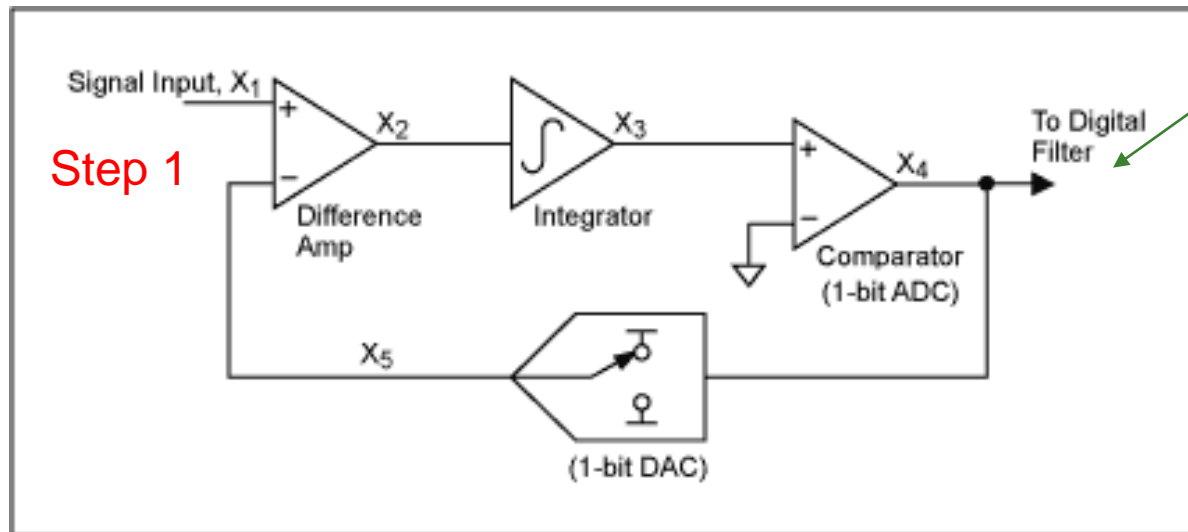 Signal Input, X1
Step 1
+
−
X2
Difference
Amp
X3
Integrator
+
−
X4
Comparator
(1-bit ADC)
To Digital
Filter
X5
(1-bit DAC)